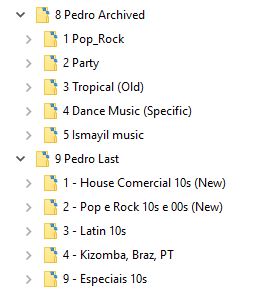 8 Pedro Archived
1 Pop_Rock
2 Party
3 Tropical (Old)
4 Dance Music (Specific)
5 Ismayil music
9 Pedro Last
1 - House Comercial 10s (New)
2 - Pop e Rock 10s e 00s (New)
3 - Latin 10s
4 - Kizomba, Braz, PT
9 - Especiais 10s